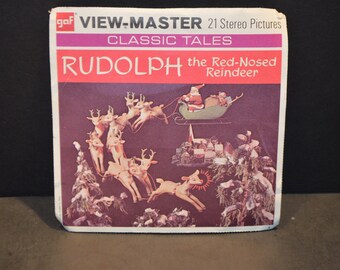 gaf VIEW-MASTER 21 Stereo Pictures
CLASSIC TALES
RUDOLPH the Red-Nosed
Reindeer